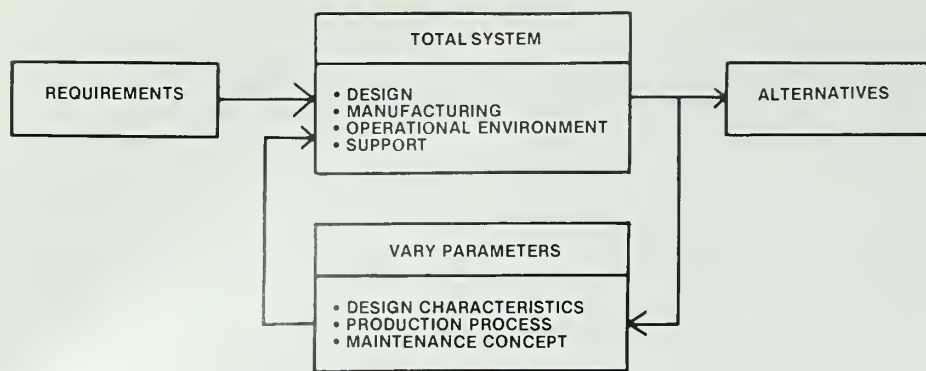 TOTAL SYSTEM
REQUIREMENTS
• DESIGN
• MANUFACTURING
• OPERATIONAL ENVIRONMENT
• SUPPORT
ALTERNATIVES
VARY PARAMETERS
• DESIGN CHARACTERISTICS
• PRODUCTION PROCESS
• MAINTENANCE CONCEPT